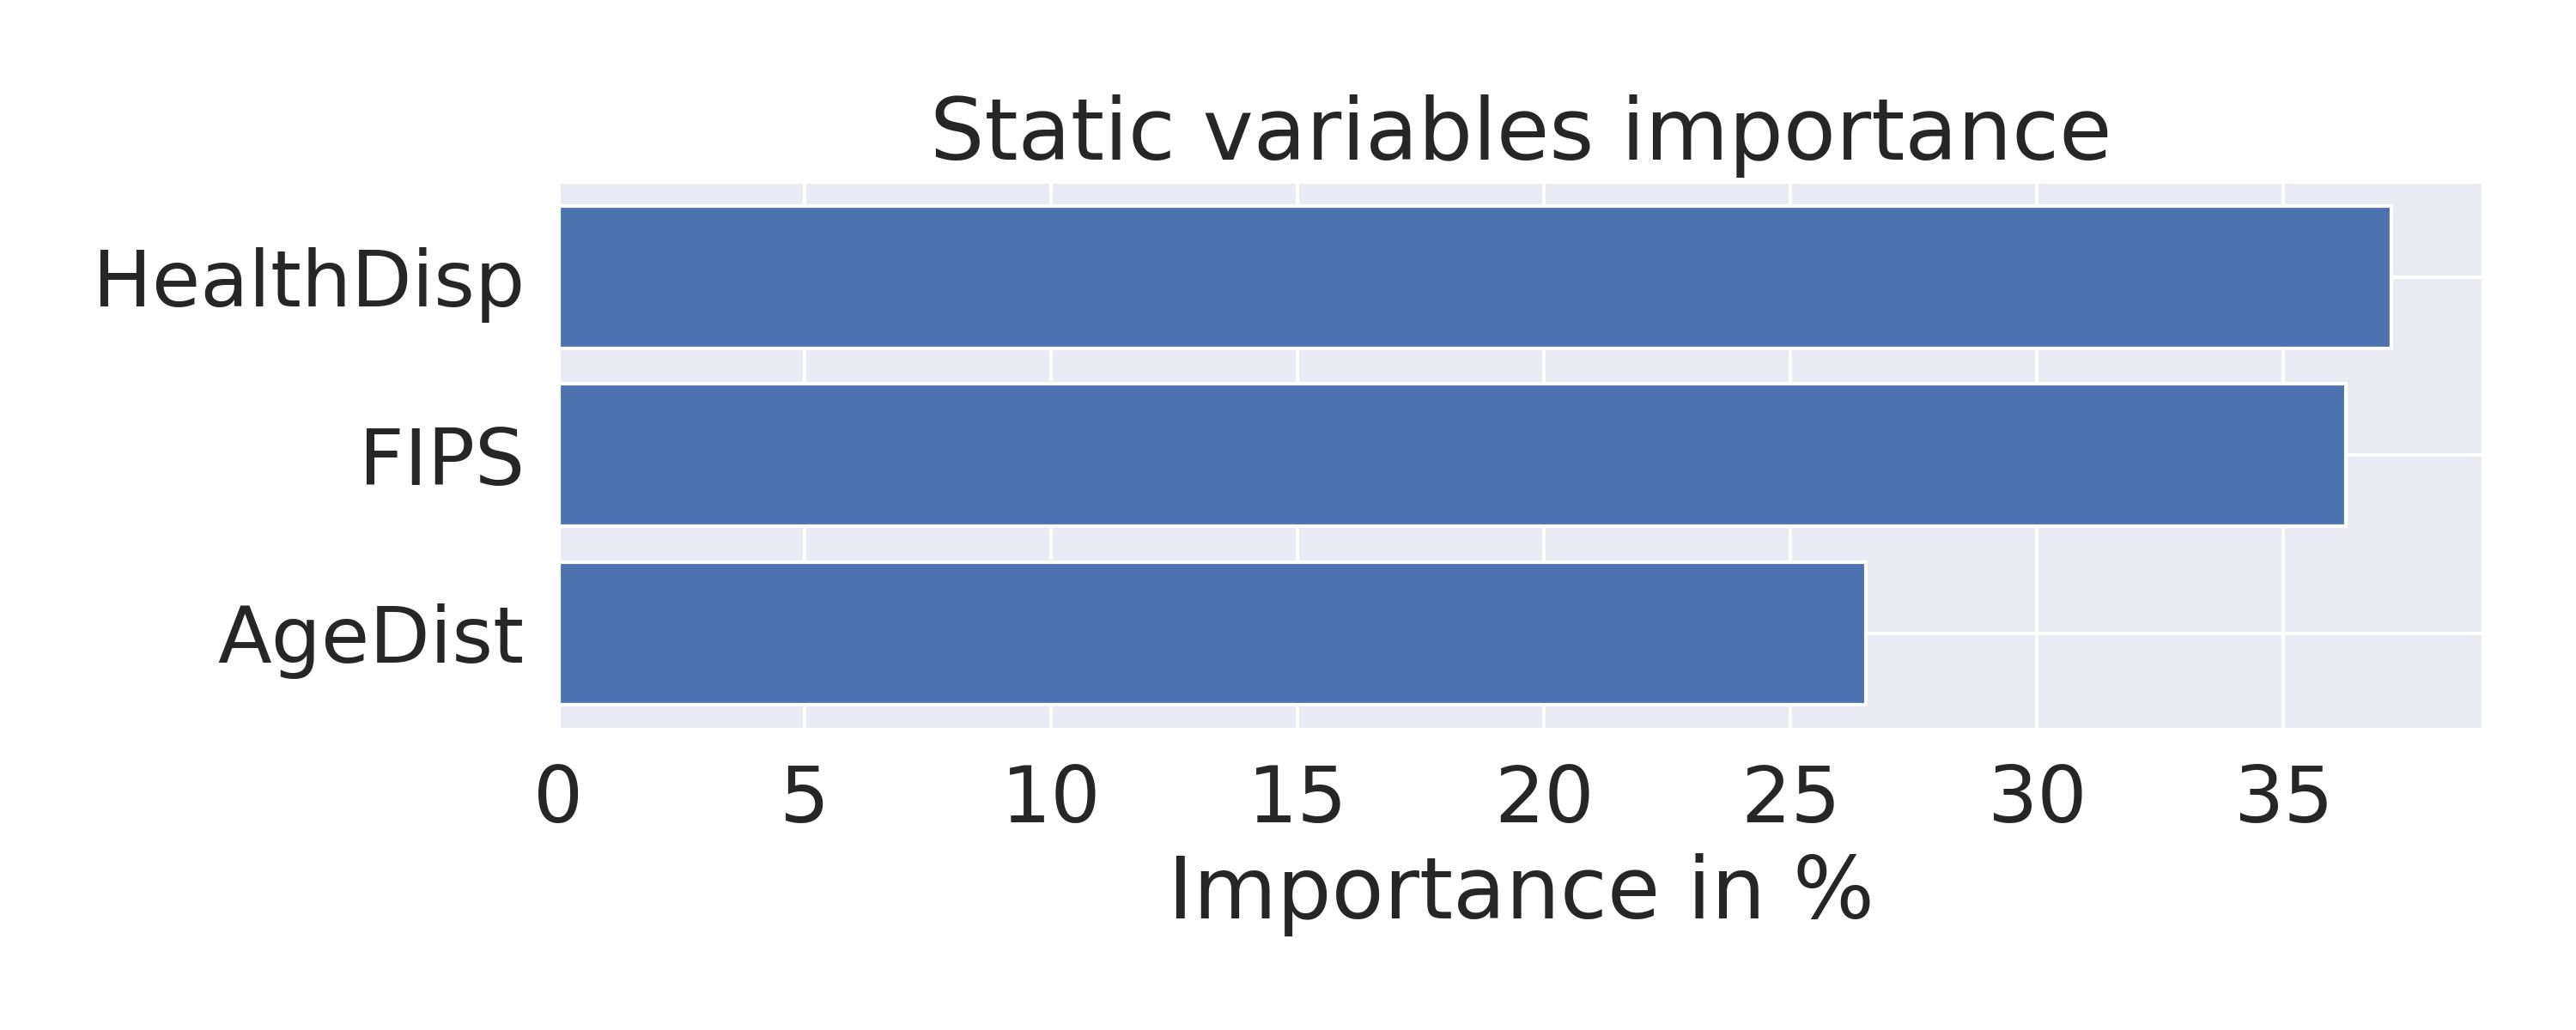 Static variables importance
HealthDisp
FIPS
AgeDist
0 5 10 15 20 25 30 35
Importance in %